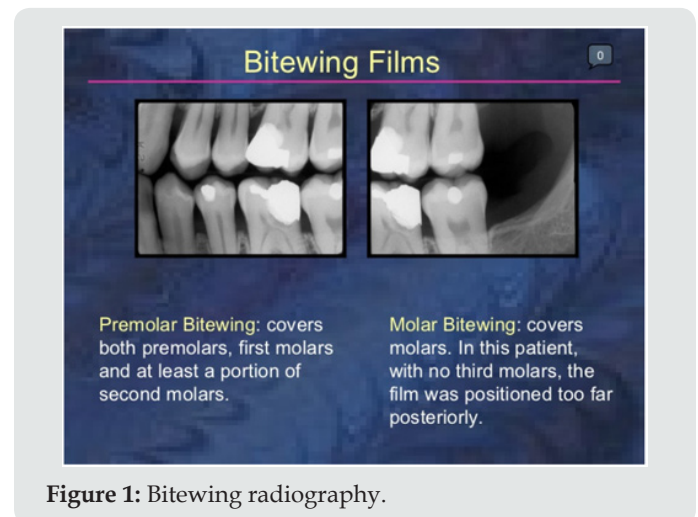 Bitewing Films
0
Premolar Bitewing: covers
both premolars, first molars
and at least a portion of
second molars.
Molar Bitewing: covers
molars. In this patient,
with no third molars, the
film was positioned too far
posteriorly.
Figure 1: Bitewing radiography.